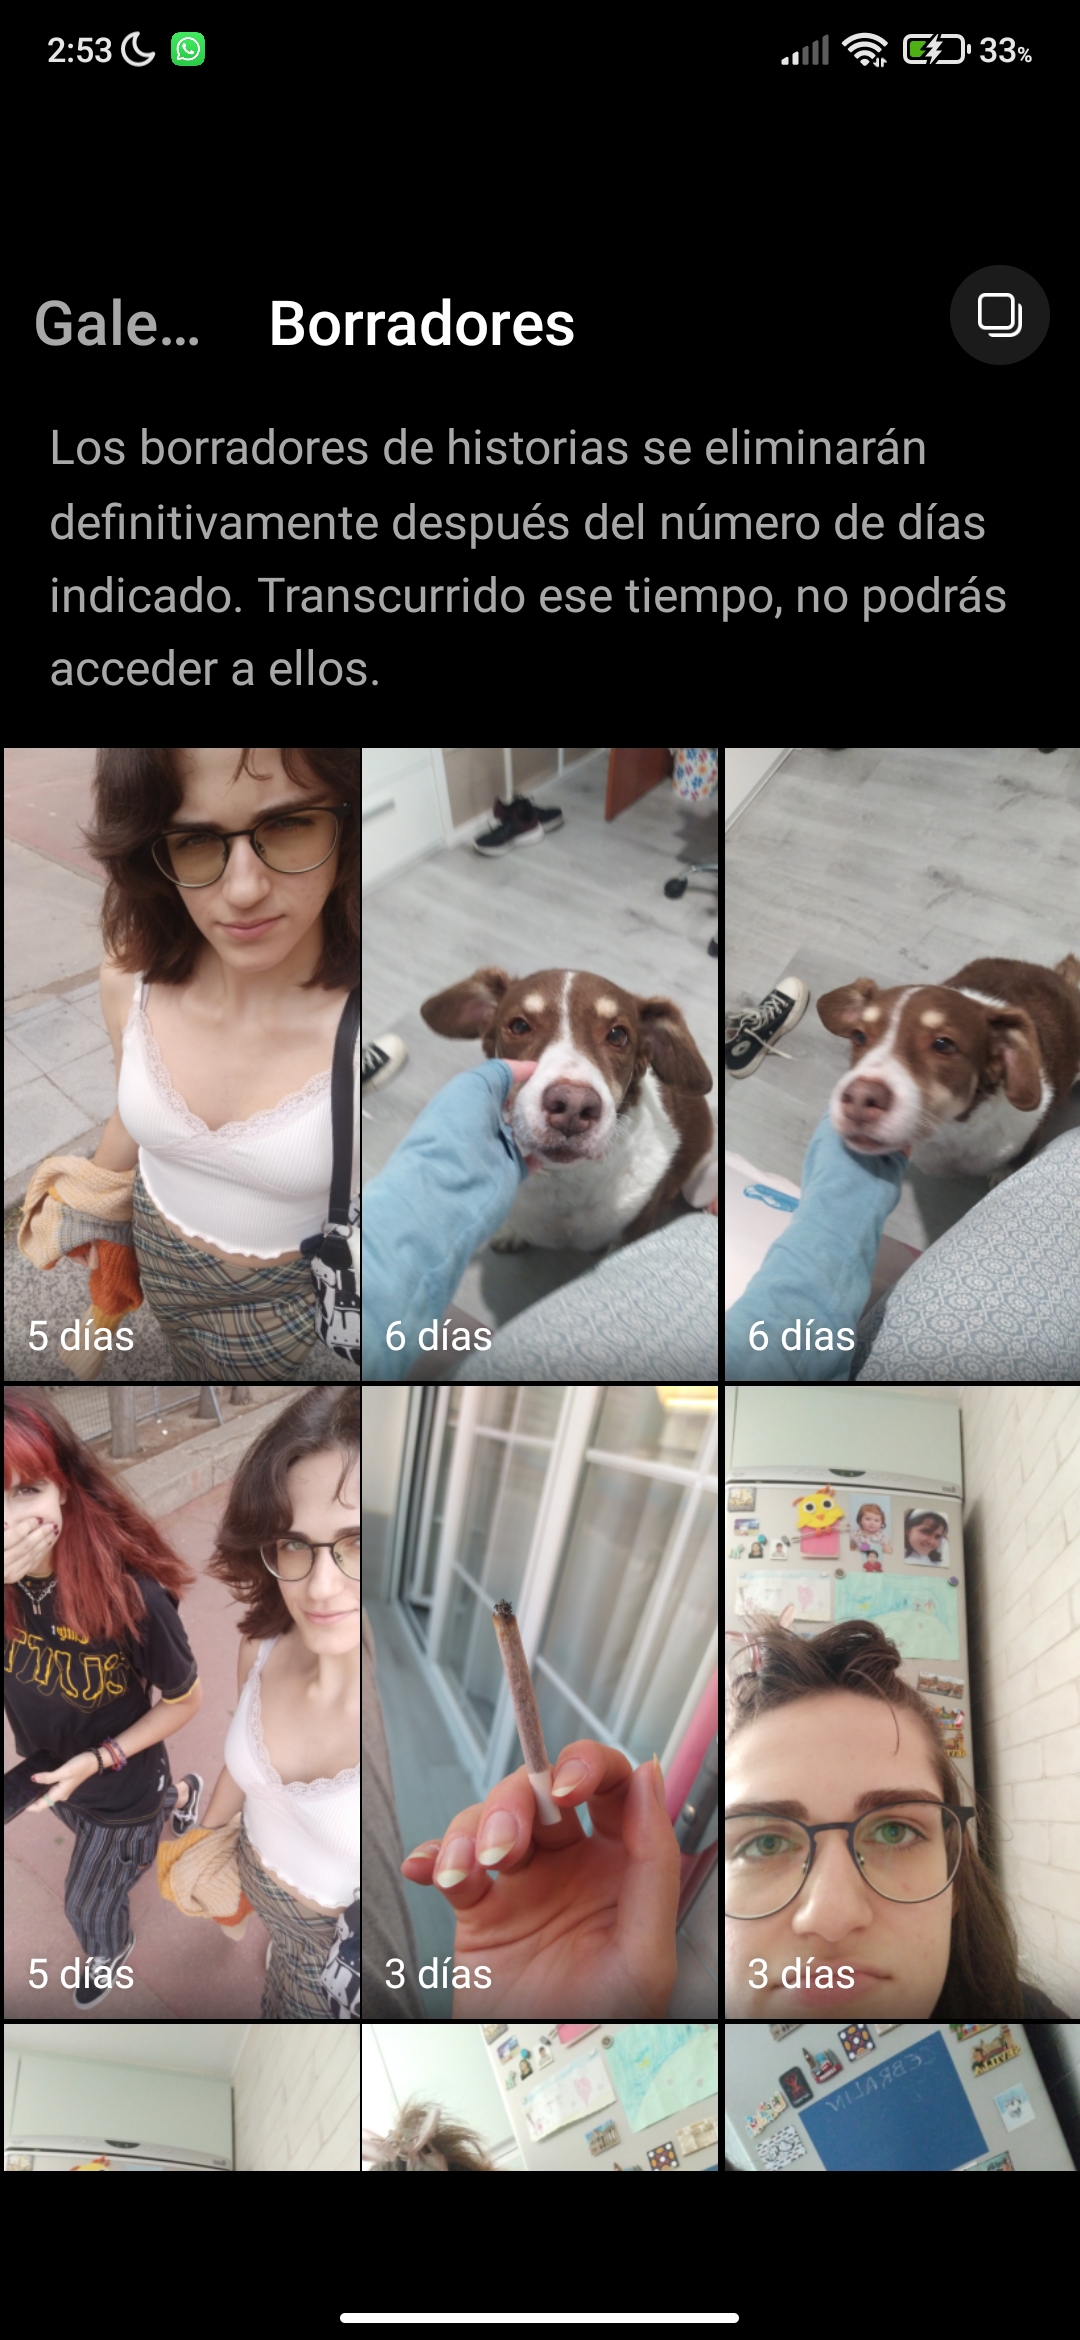 2:53
33%
Gale...
Borradores
Los borradores de historias se eliminarán
definitivamente después del número de días
indicado. Transcurrido ese tiempo, no podrás
acceder a ellos.
5 días
6 días
6 días
5 días
3 días
3 días